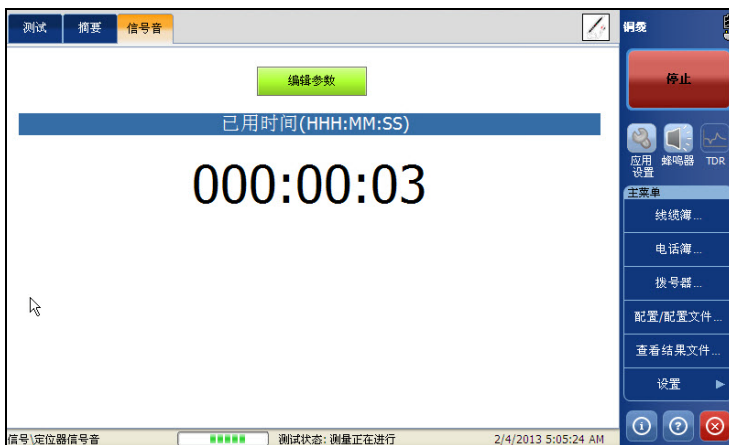 测试
摘要
信号音
铜缆
编辑参数
停止
已用时间(HHH:MM:SS)
000:00:03
应用
设置
蜂鸣器
TDR
主菜单
线缆簿...
电话簿...
拨号器...
配置/配置文件...
查看结果文件...
设置
信号\定位器信号音
测试状态: 测量正在进行
2/4/2013 5:05:24 AM